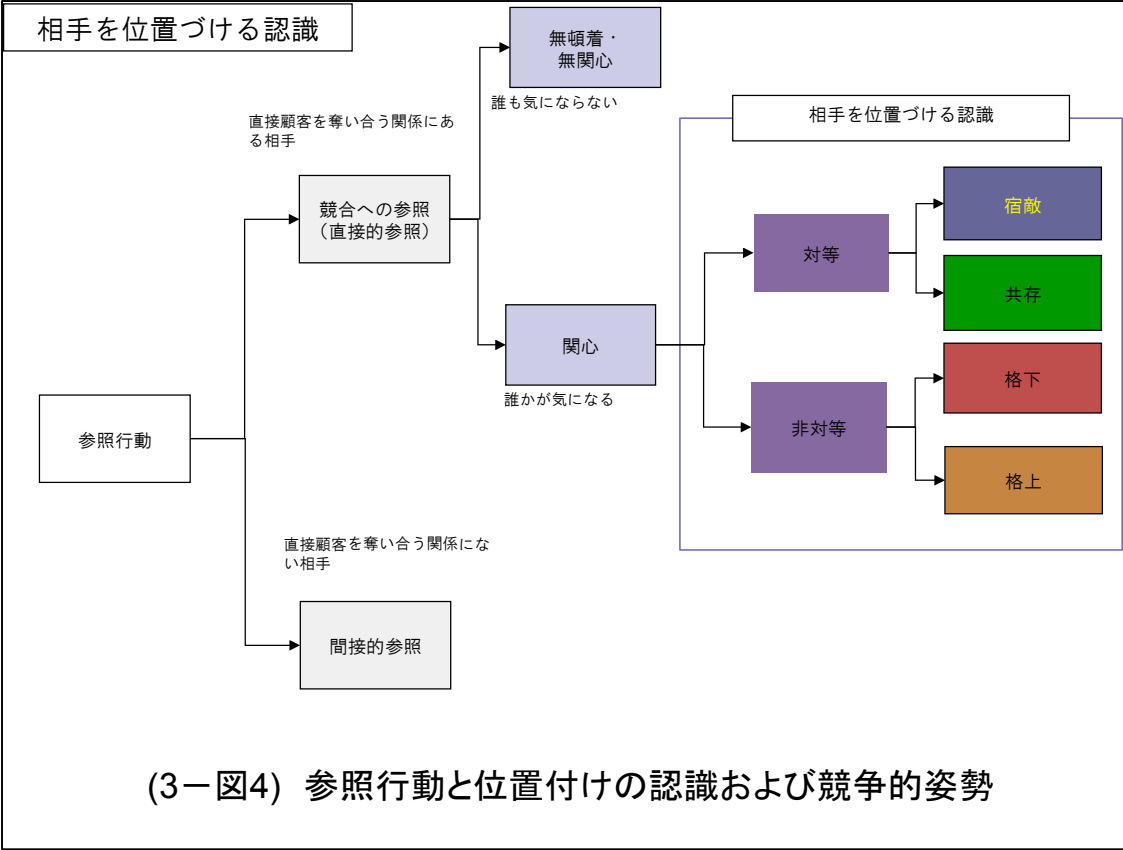 相手を位置づける認識
無頓着・
無関心
誰も気にならない
直接顧客を奪い合う関係にあ
る相手
相手を位置づける認識
競合への参照
(直接的参照)
宿敵
対等
共存
関心
誰かが気になる
格下
非対等
格上
参照行動
直接顧客を奪い合う関係にな
い相手
間接的参照
(3－図4) 参照行動と位置付けの認識および競争的姿勢